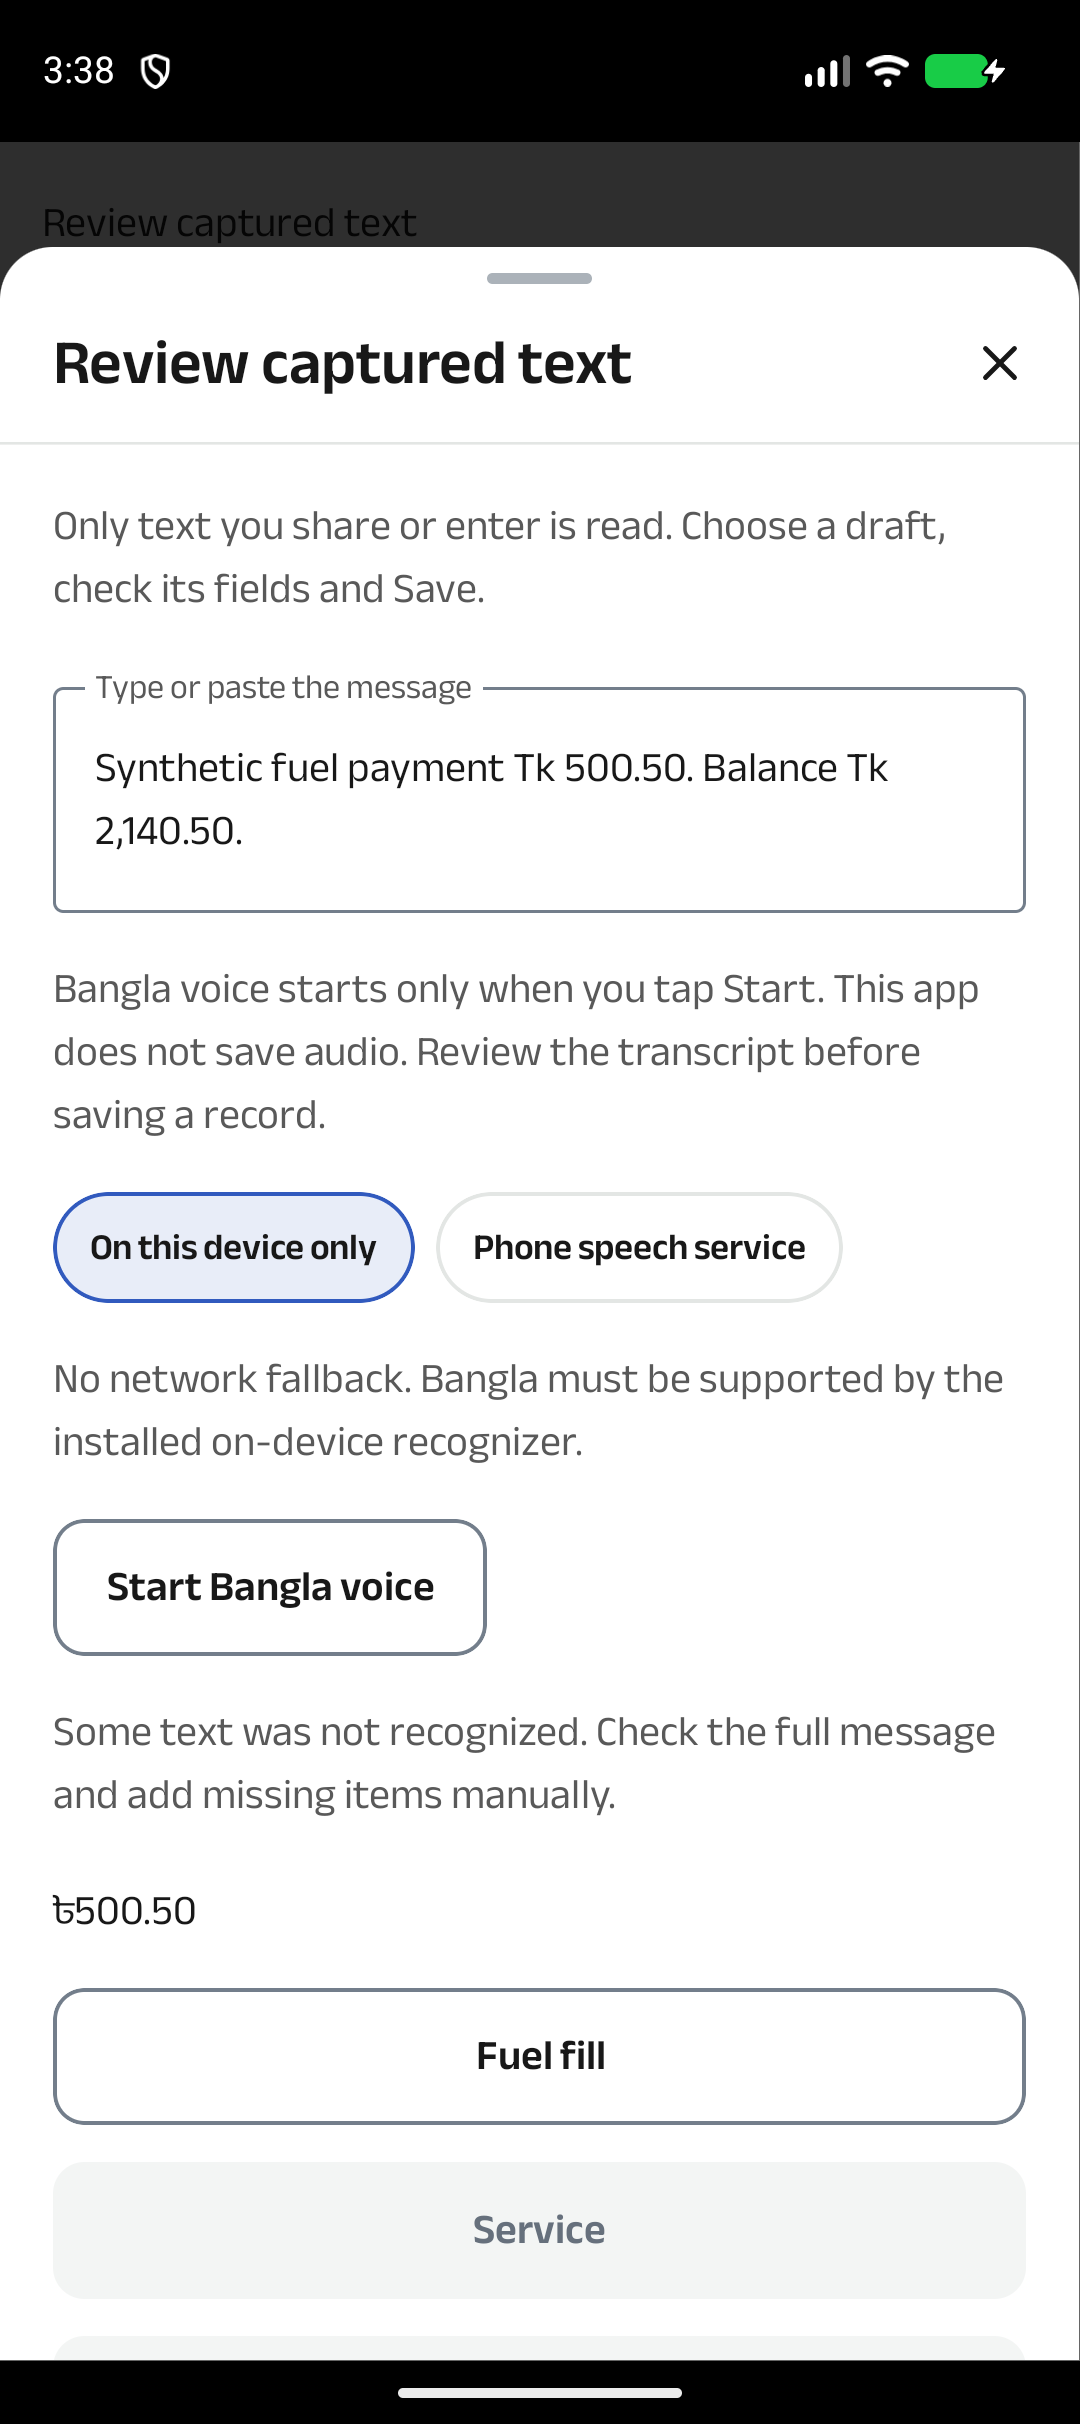 3:38
Review captured text
Review captured text
Only text you share or enter is read. Choose a draft,
check its fields and Save.
Type or paste the message
Synthetic fuel payment Tk 500.50. Balance Tk
2,140.50.
Bangla voice starts only when you tap Start. This app
does not save audio. Review the transcript before
saving a record.
On this device only
Phone speech service
No network fallback. Bangla must be supported by the
installed on-device recognizer.
Start Bangla voice
Some text was not recognized. Check the full message
and add missing items manually.
৳500.50
Fuel fill
Service